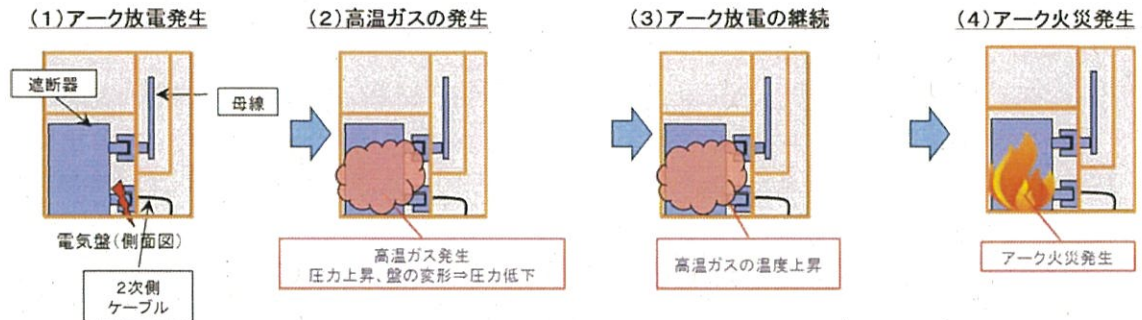 (1)アーク放電発生
(2)高温ガスの発生
(3)アーク放電の継続
(4)アーク火災発生
遮断器
母線
電気盤(側面図)
2次側
ケーブル
高温ガス発生
圧力上昇、盤の変形⇒圧力低下
高温ガスの温度上昇
アーク火災発生